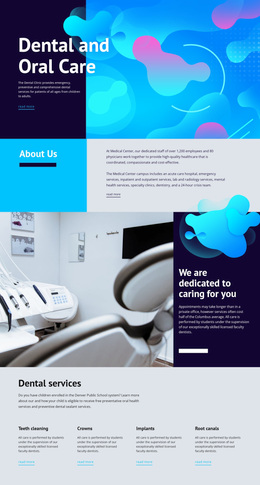 Dental and
Oral Care
The Dental Clinic provides emergency,
preventive and comprehensive dental
services for patients of all ages from children
to adults.
read more
About Us
At Medical Center, our dedicated staff of over 1,200 employees and 80
physicians work together to provide high-quality healthcare that is
coordinated, compassionate and cost-effective.
The Medical Center campus includes an acute care hospital, emergency
services, inpatient and outpatient services, lab and radiology services, mental
health services, specialty clinics, dentistry, and a 24-hour crisis team.
read more
We are
dedicated to
caring for you
Appointments may take longer than in a
private office, however services often cost
half of the Columbus average. All care is
performed by students under the supervision
of our exceptionally skilled licensed faculty
dentists.
Dental services
Do you have children enrolled in the Denver Public School system? Learn more
about our and how your child is eligible to receive free preventative oral health
services and preventive dental sealant services.
Teeth cleaning
All care is performed by students
under the supervision of our
exceptionally skilled licensed
faculty dentists.
read more
Crowns
All care is performed by students
under the supervision of our
exceptionally skilled licensed
faculty dentists.
read more
Implants
All care is performed by students
under the supervision of our
exceptionally skilled licensed
faculty dentists.
read more
Root canals
All care is performed by students
under the supervision of our
exceptionally skilled licensed
faculty dentists.
read more